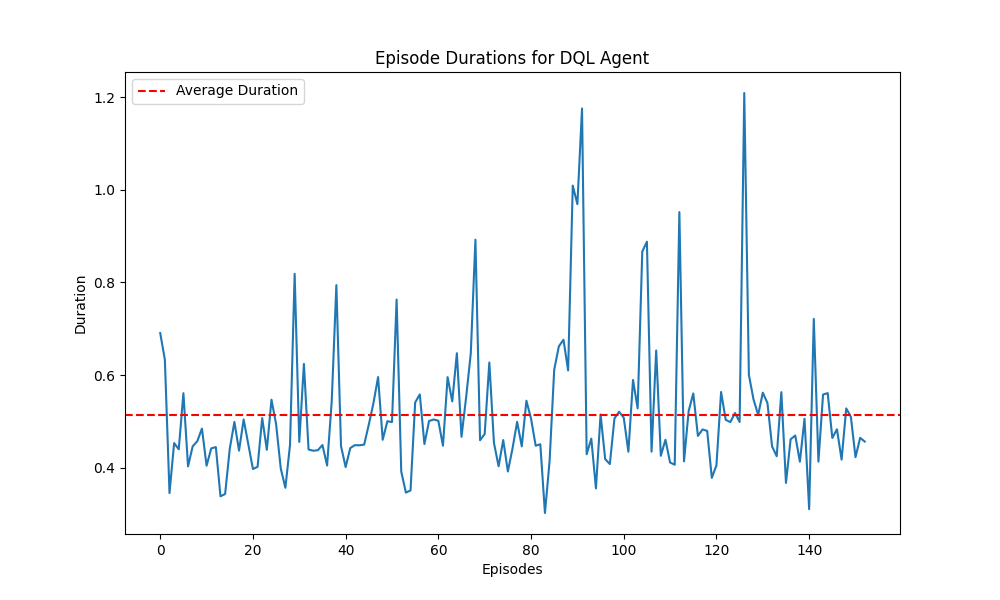 Episode Durations for DQL Agent
Average Duration
1.2
1.0
0.8
0.6
0.4
Duration
0 20 40 60 80 100 120 140
Episodes